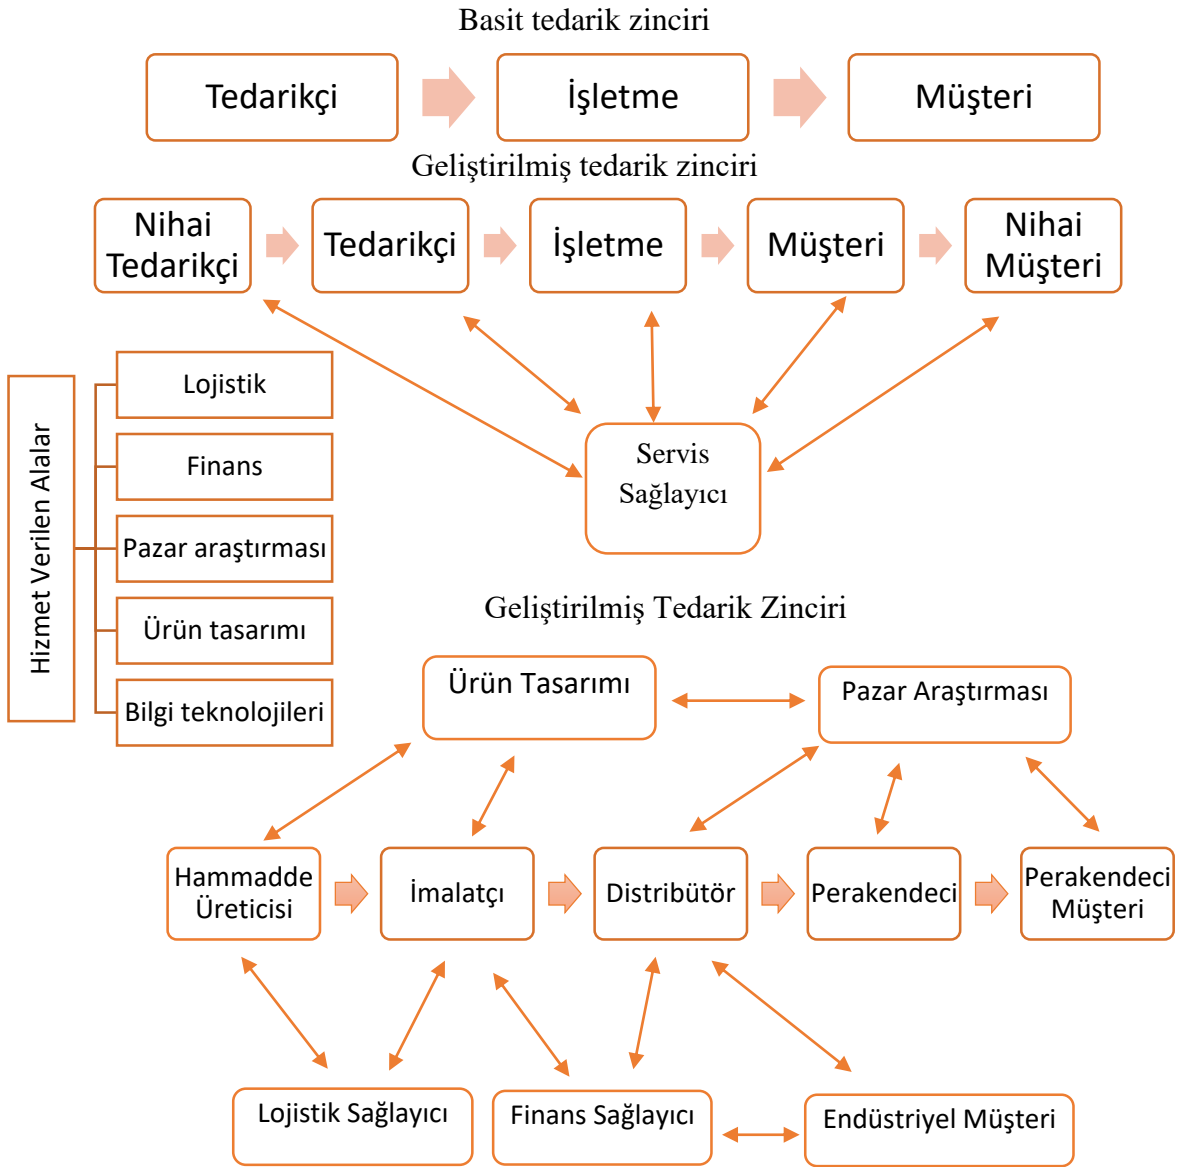 Basit tedarik zinciri
Tedarikçi
İşletme
Müşteri
Geliştirilmiş tedarik zinciri
Nihai
Tedarikçi
Tedarikçi
İşletme
Müşteri
Nihai
Müşteri
Hizmet Verilen Alalar
Lojistik
Finans
Pazar araştırması
Ürün tasarımı
Bilgi teknolojileri
Servis
Sağlayıcı
Geliştirilmiş Tedarik Zinciri
Ürün Tasarımı
Pazar Araştırması
Hammadde
Üreticisi
İmalatçı
Distribütör
Perakendeci
Perakendeci
Müşteri
Lojistik Sağlayıcı
Finans Sağlayıcı
Endüstriyel Müşteri